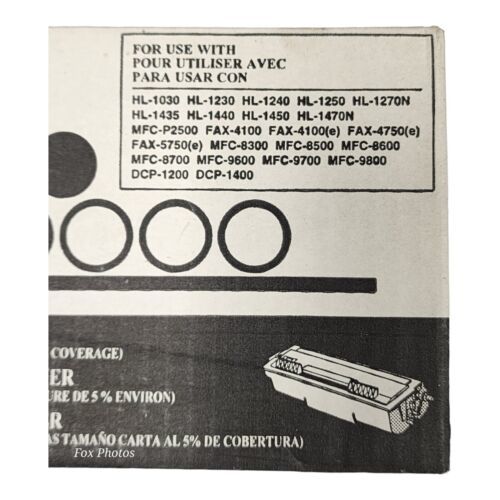 FOR USE WITH
POUR UTILISER AVEC
PARA USAR CON
HL-1030 HL-1230 HL-1240 HL-1250 HL-1270N
HL-1435 HL-1440 HL-1450 HL-1470N
MFC-P2500 FAX-4100 FAX-4100(e) FAX-4750(e)
FAX-5750(e) MFC-8300 MFC-8500 MFC-8600
MFC-8700 MFC-9600 MFC-9700 MFC-9800
DCP-1200 DCP-1400
COVERAGE)
URE DE 5 % ENVIRON)
AS TAMAÑO CARTA AL 5% DE COBERTURA)
Fox Photos